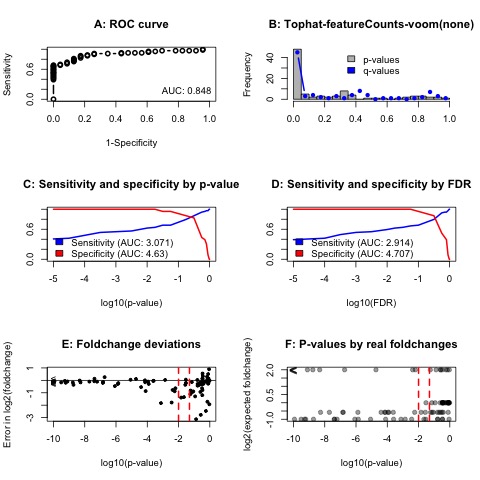 A: ROC curve
Sensitivity
0.0 0.6
AUC: 0.848
0.0 0.2 0.4 0.6 0.8 1.0
1-Specificity
B: Tophat-featureCounts-voom(none)
Frequency
0 20 40
p-values
q-values
0.0 0.2 0.4 0.6 0.8 1.0
C: Sensitivity and specificity by p-value
0.0 0.6
Sensitivity (AUC: 3.071)
Specificity (AUC: 4.63)
-5 -4 -3 -2 -1 0
log10(p-value)
D: Sensitivity and specificity by FDR
0.0 0.6
Sensitivity (AUC: 2.914)
Specificity (AUC: 4.707)
-5 -4 -3 -2 -1 0
log10(FDR)
E: Foldchange deviations
Error in log2(foldchange)
-3 -1 1
-10 -8 -6 -4 -2 0
log10(p-value)
F: P-values by real foldchanges
log2(expected foldchange)
-1.0 0.5 2.0
-10 -8 -6 -4 -2 0
log10(p-value)